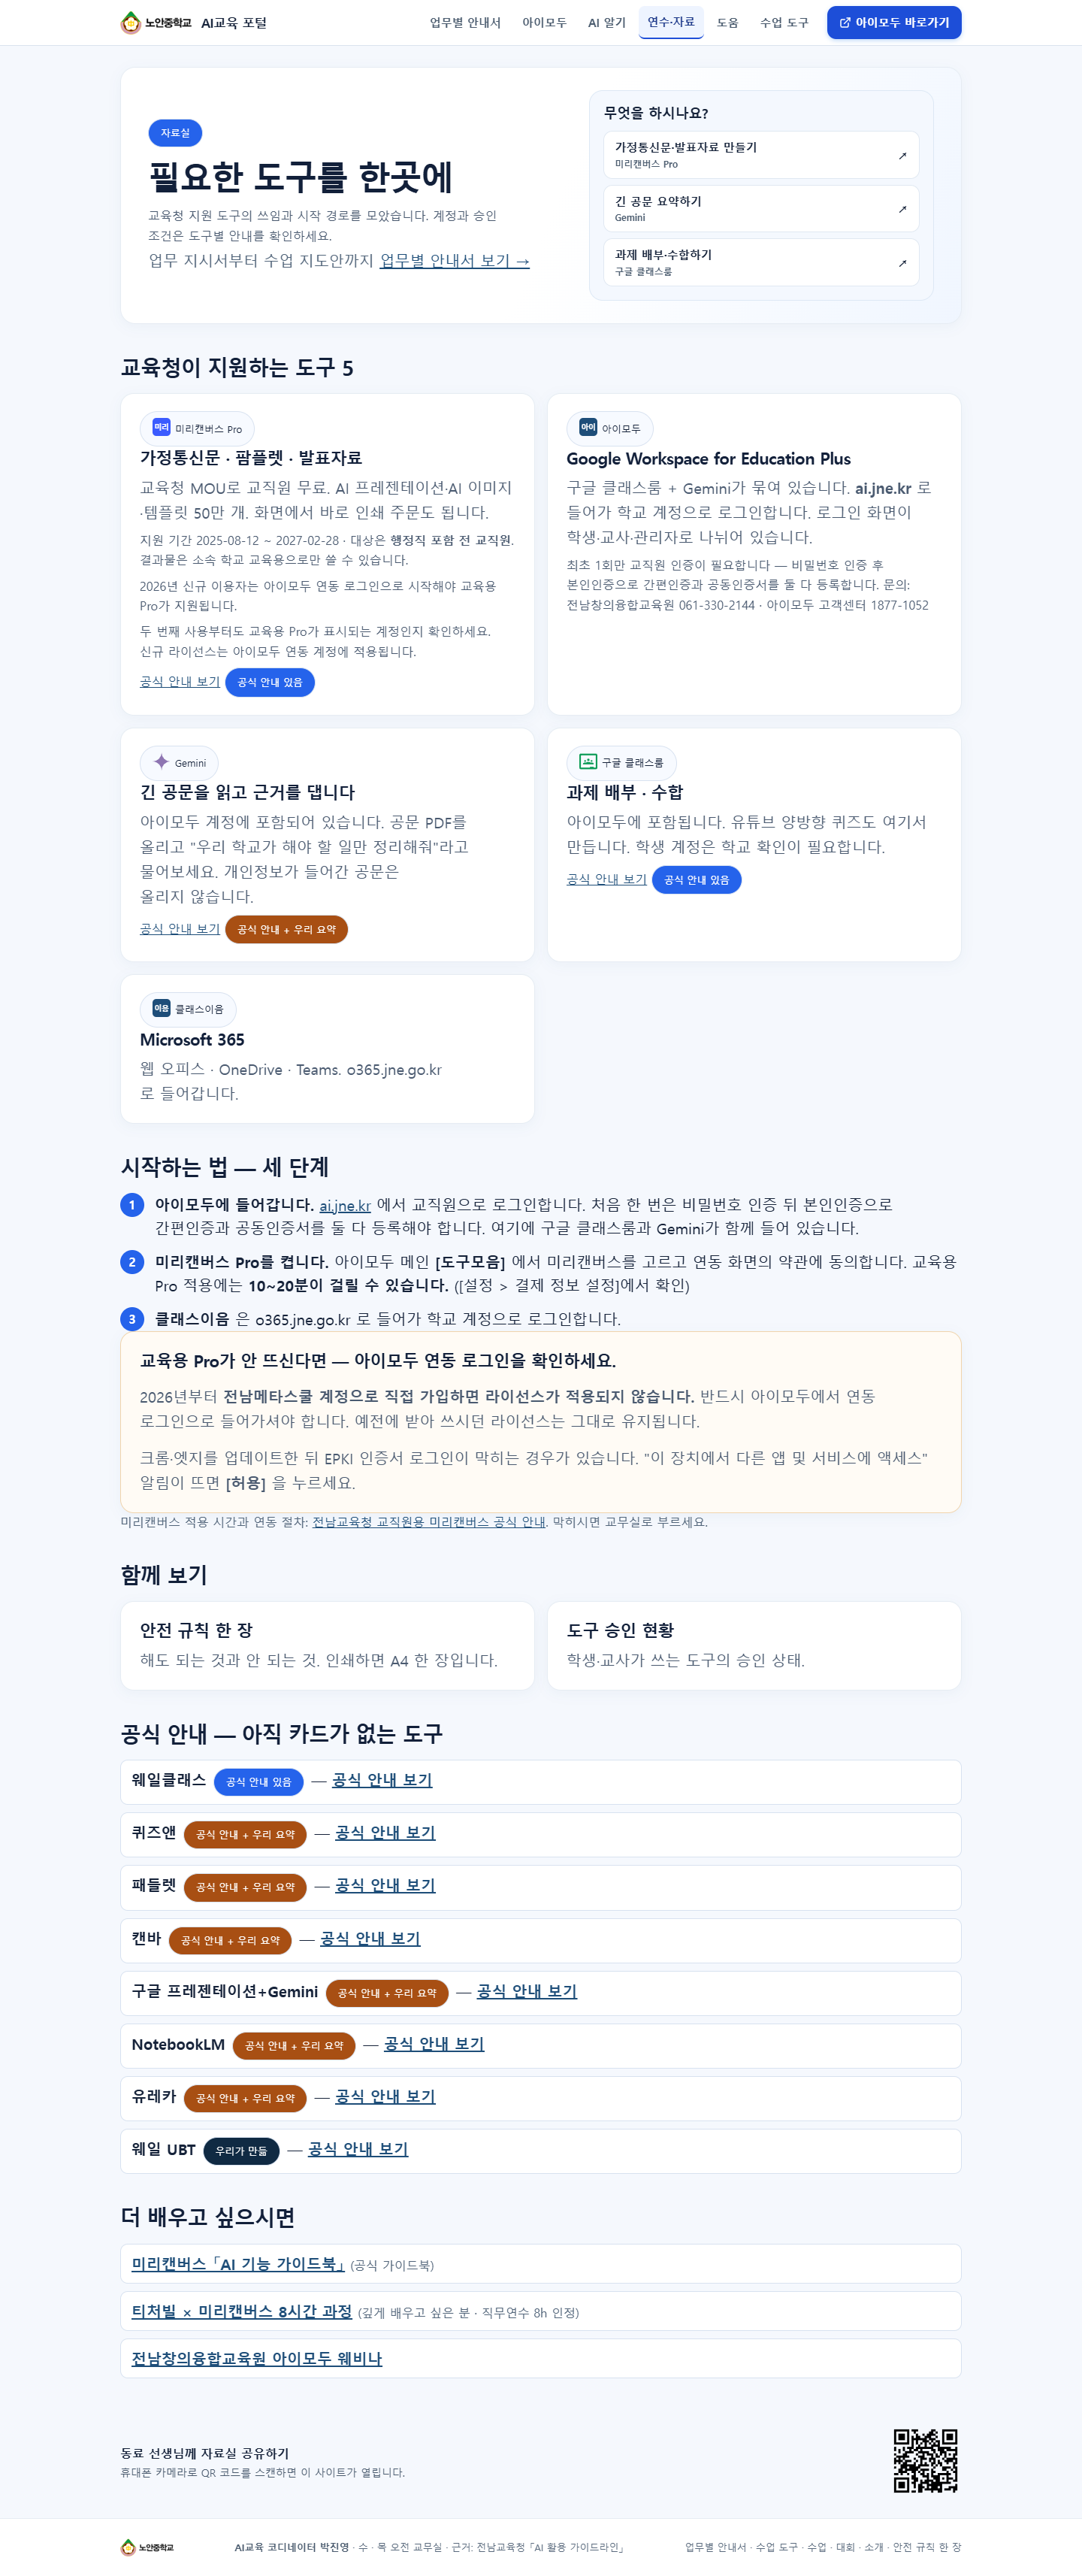 노안중학교 AI교육 포털
업무별 안내서 아이모두 AI 알기 연수·자료 도움 수업 도구 아이모두 바로가기
자료실
필요한 도구를 한곳에
교육청 지원 도구의 쓰임과 시작 경로를 모았습니다. 계정과 승인
조건은 도구별 안내를 확인하세요.
업무 지시서부터 수업 지도안까지 업무별 안내서 보기 →
무엇을 하시나요?
가정통신문·발표자료 만들기
미리캔버스 Pro
↗
긴 공문 요약하기
Gemini
↗
과제 배부·수합하기
구글 클래스룸
↗
교육청이 지원하는 도구 5
미리 미리캔버스 Pro
가정통신문 · 팜플렛 · 발표자료
교육청 MOU로 교직원 무료. AI 프레젠테이션·AI 이미지
·템플릿 50만 개. 화면에서 바로 인쇄 주문도 됩니다.
지원 기간 2025-08-12 ~ 2027-02-28 · 대상은 행정직 포함 전 교직원.
결과물은 소속 학교 교육용으로만 쓸 수 있습니다.
2026년 신규 이용자는 아이모두 연동 로그인으로 시작해야 교육용
Pro가 지원됩니다.
두 번째 사용부터도 교육용 Pro가 표시되는 계정인지 확인하세요.
신규 라이선스는 아이모두 연동 계정에 적용됩니다.
공식 안내 보기 공식 안내 있음
아이 아이모두
Google Workspace for Education Plus
구글 클래스룸 + Gemini가 묶여 있습니다. ai.jne.kr 로
들어가 학교 계정으로 로그인합니다. 로그인 화면이
학생·교사·관리자로 나뉘어 있습니다.
최초 1회만 교직원 인증이 필요합니다 — 비밀번호 인증 후
본인인증으로 간편인증과 공동인증서를 둘 다 등록합니다. 문의:
전남창의융합교육원 061-330-2144 · 아이모두 고객센터 1877-1052
Gemini
긴 공문을 읽고 근거를 댑니다
아이모두 계정에 포함되어 있습니다. 공문 PDF를
올리고 "우리 학교가 해야 할 일만 정리해줘"라고
물어보세요. 개인정보가 들어간 공문은
올리지 않습니다.
공식 안내 보기 공식 안내 + 우리 요약
구글 클래스룸
과제 배부 · 수합
아이모두에 포함됩니다. 유튜브 양방향 퀴즈도 여기서
만듭니다. 학생 계정은 학교 확인이 필요합니다.
공식 안내 보기 공식 안내 있음
이음 클래스이음
Microsoft 365
웹 오피스 · OneDrive · Teams. o365.jne.go.kr
로 들어갑니다.
시작하는 법 — 세 단계
1 아이모두에 들어갑니다. ai.jne.kr 에서 교직원으로 로그인합니다. 처음 한 번은 비밀번호 인증 뒤 본인인증으로
간편인증과 공동인증서를 둘 다 등록해야 합니다. 여기에 구글 클래스룸과 Gemini가 함께 들어 있습니다.
2 미리캔버스 Pro를 켭니다. 아이모두 메인 [도구모음] 에서 미리캔버스를 고르고 연동 화면의 약관에 동의합니다. 교육용
Pro 적용에는 10~20분이 걸릴 수 있습니다. ([설정 > 결제 정보 설정]에서 확인)
3 클래스이음 은 o365.jne.go.kr 로 들어가 학교 계정으로 로그인합니다.
교육용 Pro가 안 뜨신다면 — 아이모두 연동 로그인을 확인하세요.
2026년부터 전남메타스쿨 계정으로 직접 가입하면 라이선스가 적용되지 않습니다. 반드시 아이모두에서 연동
로그인으로 들어가셔야 합니다. 예전에 받아 쓰시던 라이선스는 그대로 유지됩니다.
크롬·엣지를 업데이트한 뒤 EPKI 인증서 로그인이 막히는 경우가 있습니다. "이 장치에서 다른 앱 및 서비스에 액세스"
알림이 뜨면 [허용] 을 누르세요.
미리캔버스 적용 시간과 연동 절차: 전남교육청 교직원용 미리캔버스 공식 안내. 막히시면 교무실로 부르세요.
함께 보기
안전 규칙 한 장
해도 되는 것과 안 되는 것. 인쇄하면 A4 한 장입니다.
도구 승인 현황
학생·교사가 쓰는 도구의 승인 상태.
공식 안내 — 아직 카드가 없는 도구
웨일클래스 공식 안내 있음 — 공식 안내 보기
퀴즈앤 공식 안내 + 우리 요약 — 공식 안내 보기
패들렛 공식 안내 + 우리 요약 — 공식 안내 보기
캔바 공식 안내 + 우리 요약 — 공식 안내 보기
구글 프레젠테이션+Gemini 공식 안내 + 우리 요약 — 공식 안내 보기
NotebookLM 공식 안내 + 우리 요약 — 공식 안내 보기
유레카 공식 안내 + 우리 요약 — 공식 안내 보기
웨일 UBT 우리가 만듦 — 공식 안내 보기
더 배우고 싶으시면
미리캔버스 「AI 기능 가이드북」 (공식 가이드북)
티처빌 × 미리캔버스 8시간 과정 (깊게 배우고 싶은 분 · 직무연수 8h 인정)
전남창의융합교육원 아이모두 웨비나
동료 선생님께 자료실 공유하기
휴대폰 카메라로 QR 코드를 스캔하면 이 사이트가 열립니다.
노안중학교 AI교육 코디네이터 박진영 · 수 · 목 오전 교무실 · 근거: 전남교육청 「AI 활용 가이드라인」 업무별 안내서 · 수업 도구 · 수업 · 대회 · 소개 · 안전 규칙 한 장